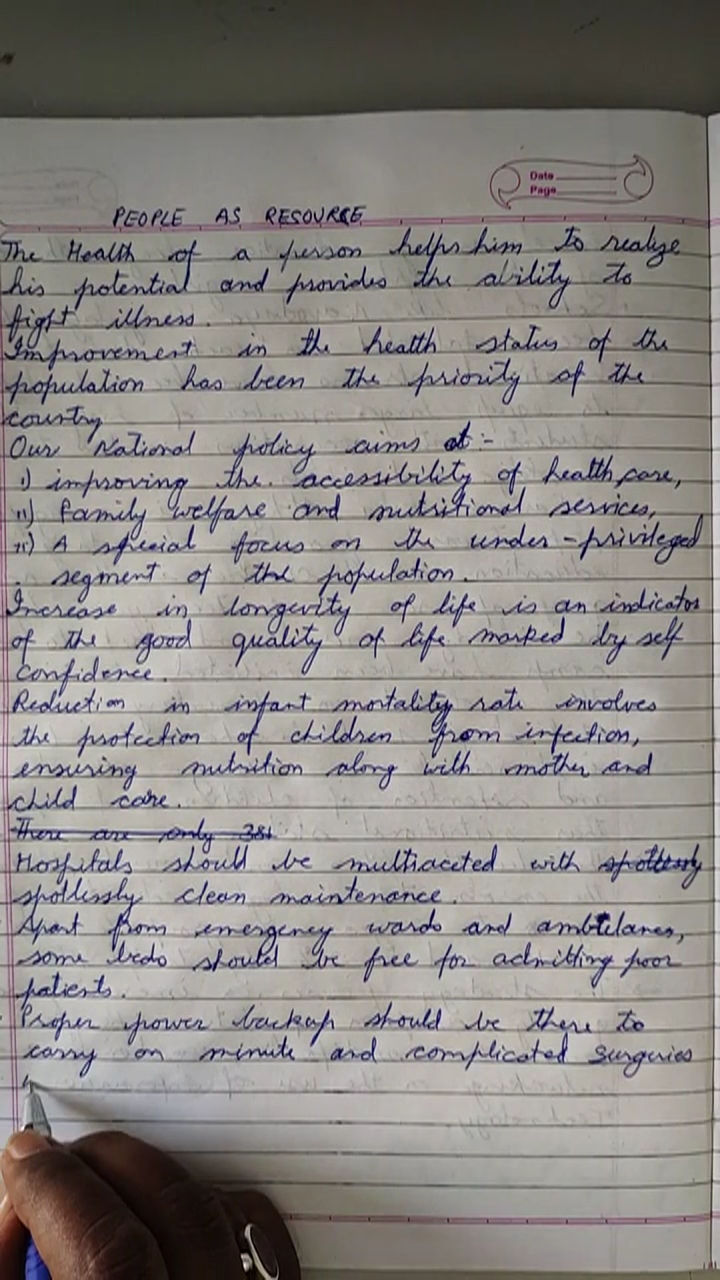 Date
Page
PEOPLE AS RESOURCE
The Health of a person helps him to realize
his potential and provides the ability to
fight illness.
Improvement in the health status of the
population has been the priority of the
country
Our National policy aims at :-
i) improving the. accessibility of health care,
ii) family welfare and nutritional services,
iii) A special focus on the under-privileged
segment of the population.
Increase in longevity of life is an indicator
of the good quality of life marked by self
confidence.
Reduction in infant mortality rate involves
the protection of children from infection,
ensuring nutrition along with mother and
child care.
There are only 381
Hospitals should be multiaceted with spotlessly
spotlessly clean maintenance.
Apart from emergency wards and ambulances,
some beds should be free for admitting poor
patients.
Proper power backup should be there to
carry on minute and complicated surgeries